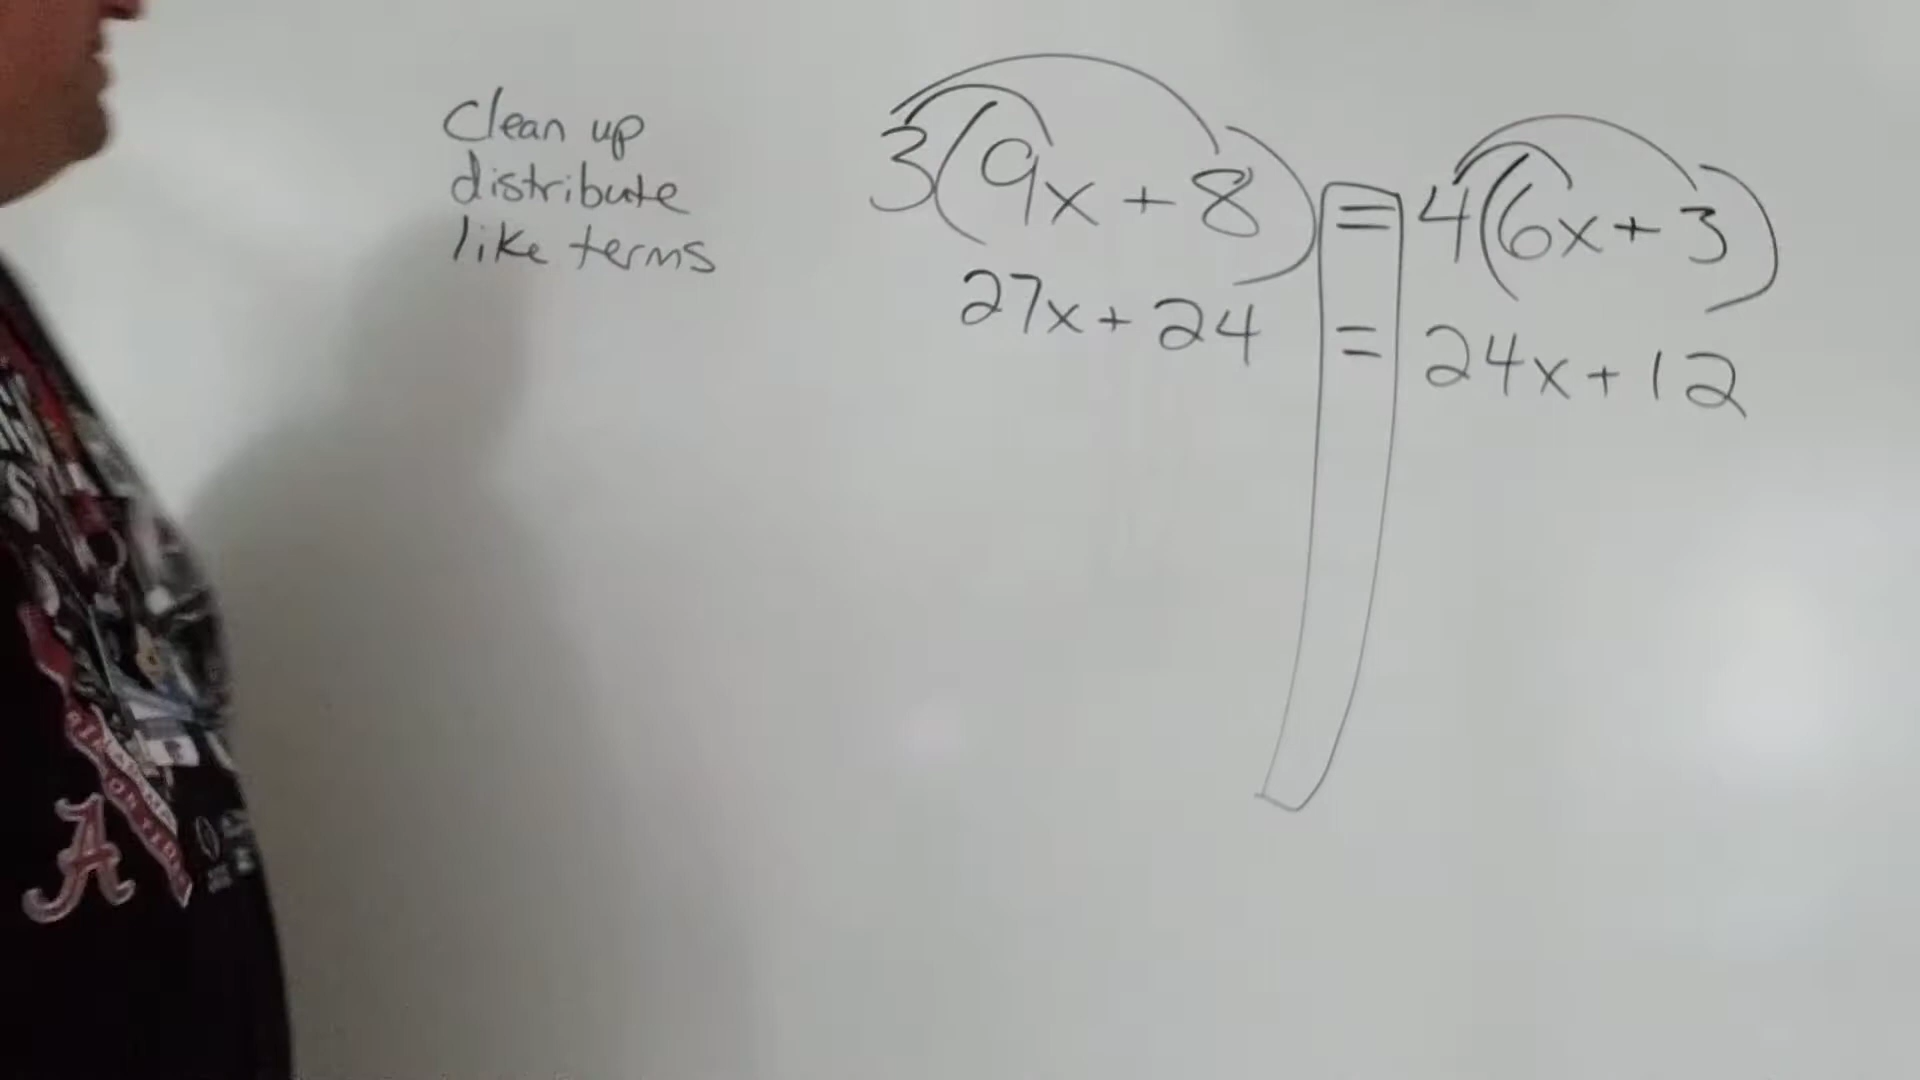 clean up
distribute
like terms
3(9x+8) = 4(6x+3)
27x+24 = 24x+12
A